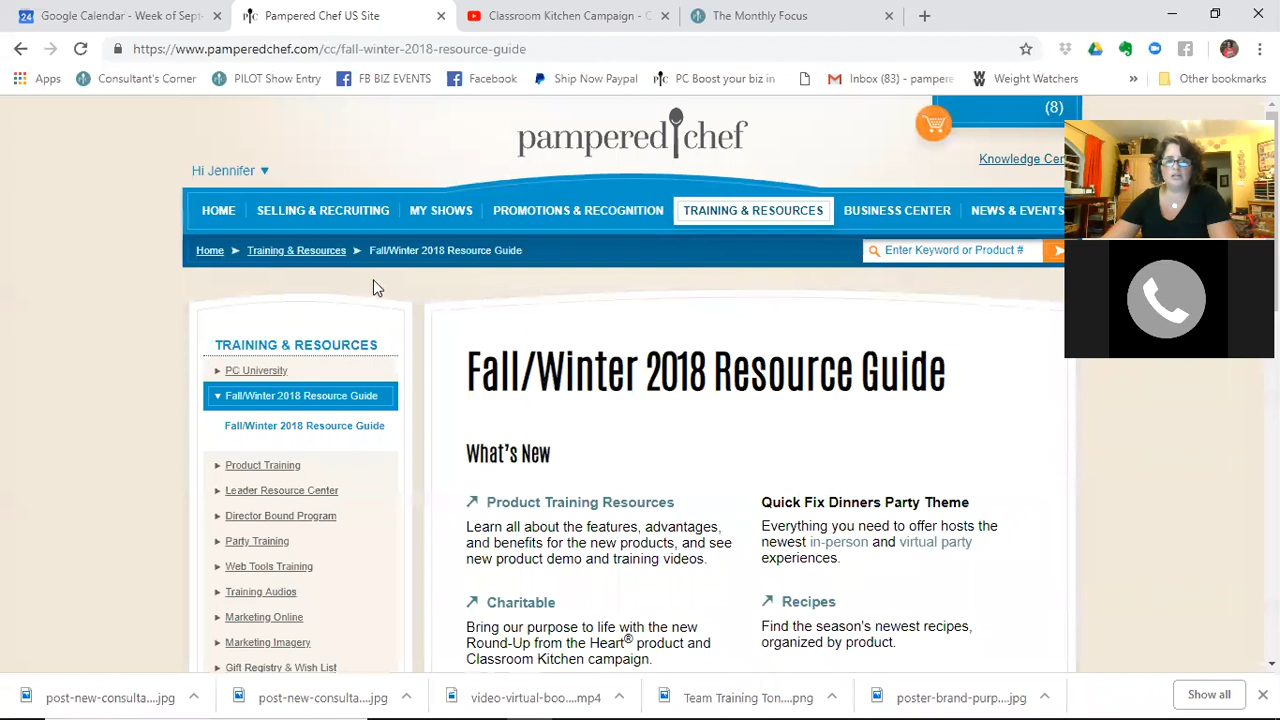 Google Calendar - Week of Sept
Pampered Chef US Site
Classroom Kitchen Campaign - C
The Monthly Focus
https://www.pamperedchef.com/cc/fall-winter-2018-resource-guide
Apps
Consultant's Corner
PILOT Show Entry
FB BIZ EVENTS
Facebook
Ship Now Paypal
PC Boost your biz in
Inbox (83) - pampere
Weight Watchers
»
Other bookmarks
(8)
pampered chef
Knowledge Cen
Hi Jennifer
HOME
SELLING & RECRUITING
MY SHOWS
PROMOTIONS & RECOGNITION
TRAINING & RESOURCES
BUSINESS CENTER
NEWS & EVENTS
Home
Training & Resources
Fall/Winter 2018 Resource Guide
Enter Keyword or Product #
TRAINING & RESOURCES
PC University
Fall/Winter 2018 Resource Guide
Fall/Winter 2018 Resource Guide
Product Training
Leader Resource Center
Director Bound Program
Party Training
Web Tools Training
Training Audios
Marketing Online
Marketing Imagery
Gift Registry & Wish List
Fall/Winter 2018 Resource Guide
What's New
Product Training Resources
Learn all about the features, advantages,
and benefits for the new products, and see
new product demo and training videos.
Quick Fix Dinners Party Theme
Everything you need to offer hosts the
newest in-person and virtual party
experiences.
Charitable
Bring our purpose to life with the new
Round-Up from the Heart® product and
Classroom Kitchen campaign.
Recipes
Find the season's newest recipes,
organized by product.
post-new-consulta....jpg
post-new-consulta....jpg
video-virtual-boo....mp4
Team Training Ton....png
poster-brand-purp....jpg
Show all